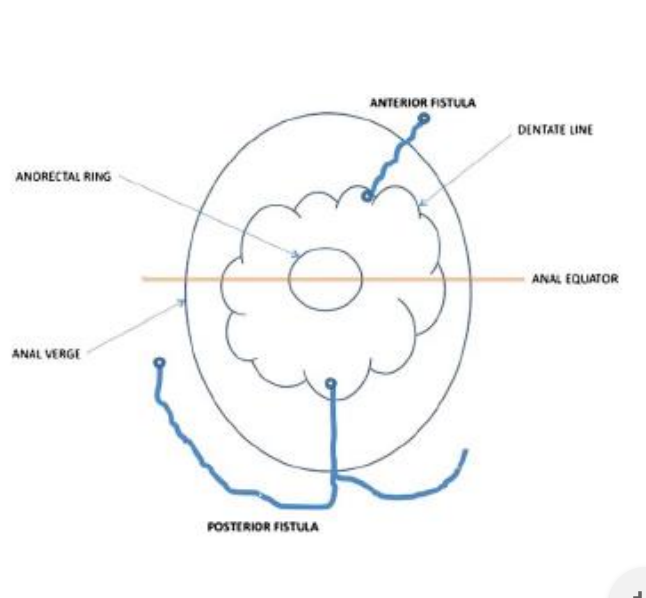 ANTERIOR FISTULA
DENTATE LINE
ANORECTAL RING
ANAL EQUATOR
ANAL VERGE
POSTERIOR FISTULA